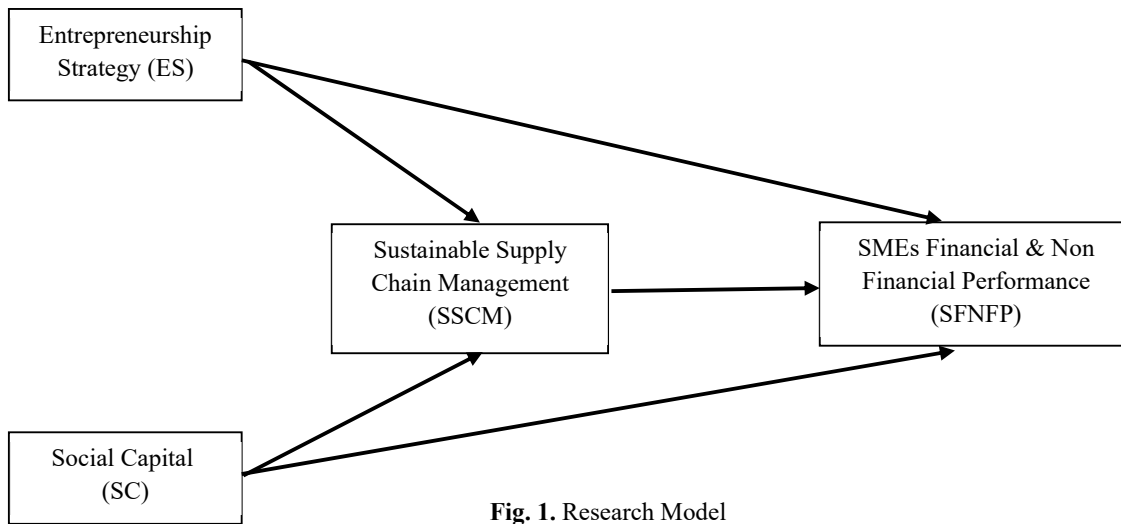 Entrepreneurship
Strategy (ES)
Sustainable Supply
Chain Management
(SSCM)
SMEs Financial & Non
Financial Performance
(SFNFP)
Social Capital
(SC)
Fig. 1. Research Model